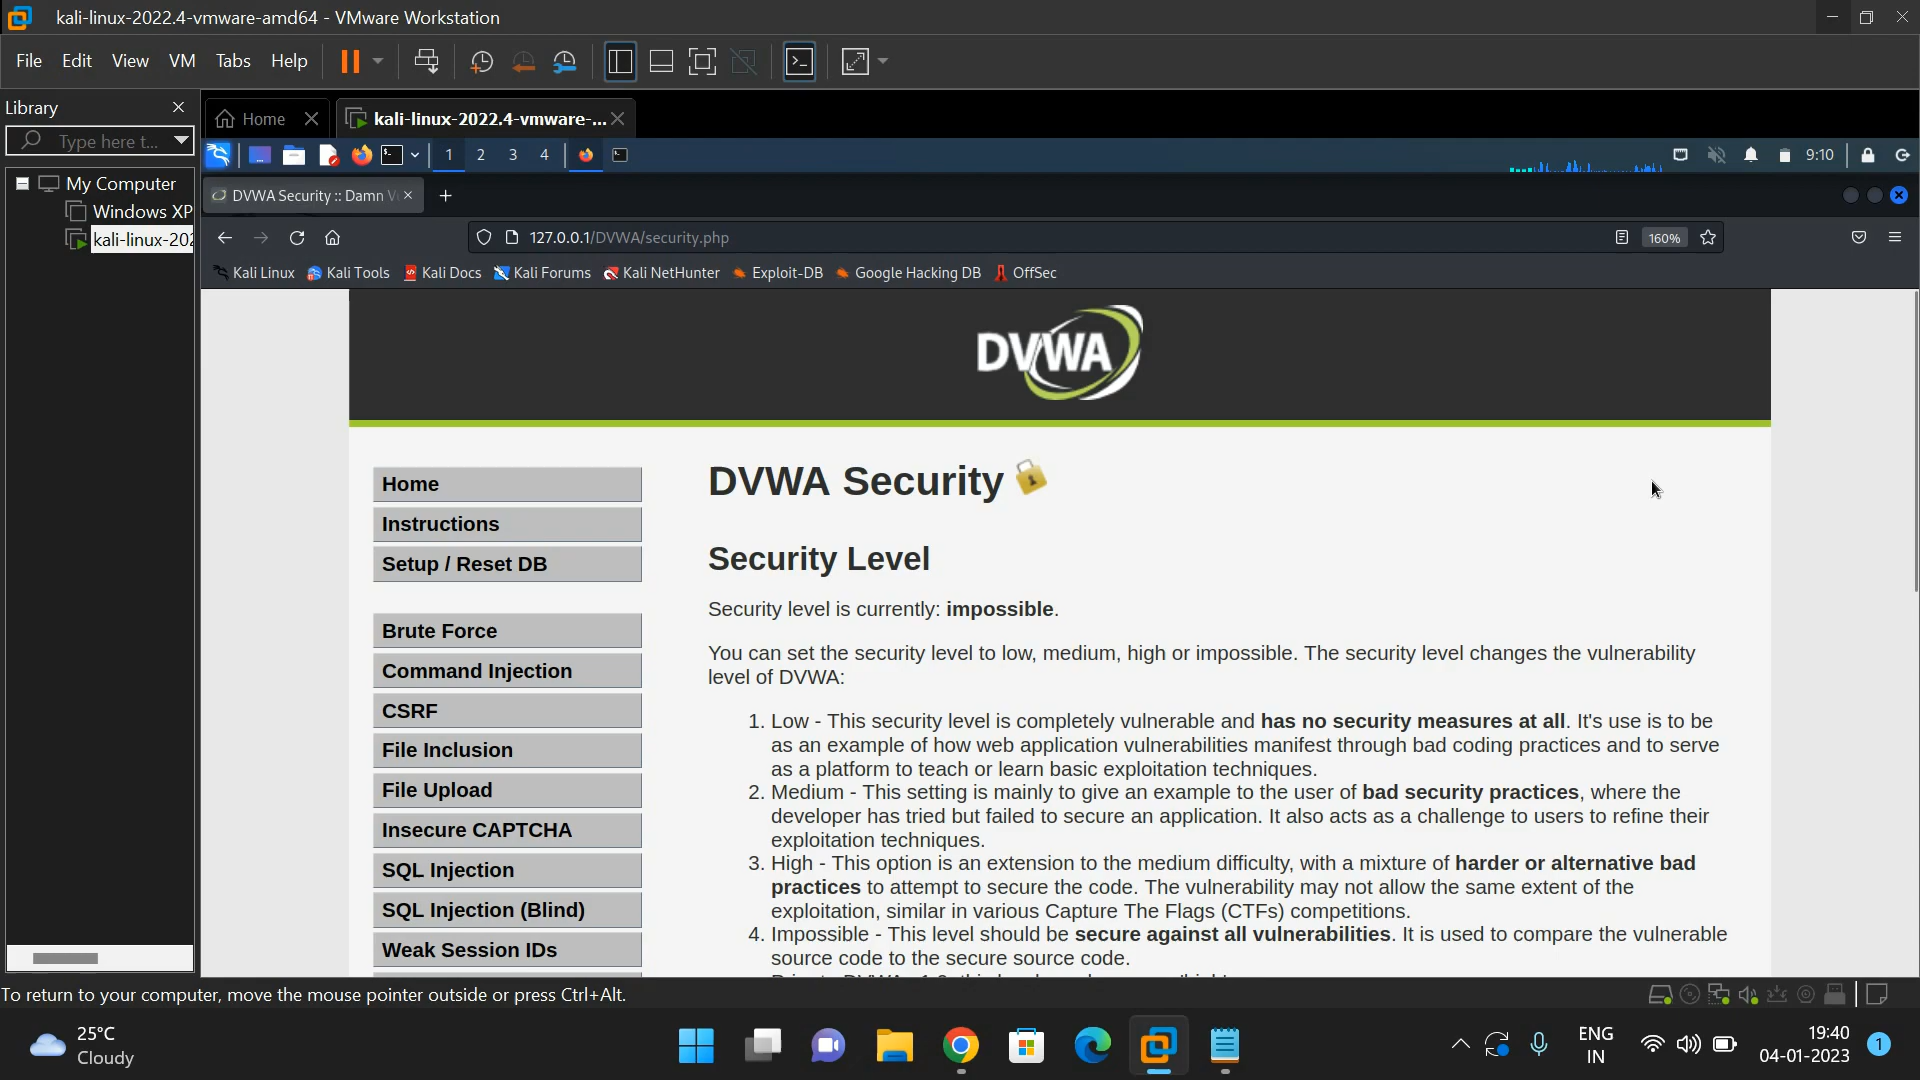 kali-linux-2022.4-vmware-amd64 - VMware Workstation
File Edit View VM Tabs Help
Library
Home
kali-linux-2022.4-vmware-...
Type here t...
1 2 3 4
9:10
My Computer
DVWA Security :: Damn V
Windows XP
kali-linux-202
127.0.0.1/DVWA/security.php
160%
Kali Linux Kali Tools Kali Docs Kali Forums Kali NetHunter Exploit-DB Google Hacking DB OffSec
DVWA
Home
Instructions
Setup / Reset DB
Brute Force
Command Injection
CSRF
File Inclusion
File Upload
Insecure CAPTCHA
SQL Injection
SQL Injection (Blind)
Weak Session IDs
DVWA Security
Security Level
Security level is currently: impossible.
You can set the security level to low, medium, high or impossible. The security level changes the vulnerability
level of DVWA:
1. Low - This security level is completely vulnerable and has no security measures at all. It's use is to be
as an example of how web application vulnerabilities manifest through bad coding practices and to serve
as a platform to teach or learn basic exploitation techniques.
2. Medium - This setting is mainly to give an example to the user of bad security practices, where the
developer has tried but failed to secure an application. It also acts as a challenge to users to refine their
exploitation techniques.
3. High - This option is an extension to the medium difficulty, with a mixture of harder or alternative bad
practices to attempt to secure the code. The vulnerability may not allow the same extent of the
exploitation, similar in various Capture The Flags (CTFs) competitions.
4. Impossible - This level should be secure against all vulnerabilities. It is used to compare the vulnerable
source code to the secure source code.
To return to your computer, move the mouse pointer outside or press Ctrl+Alt.
25°C
Cloudy
ENG
IN
19:40
04-01-2023
1